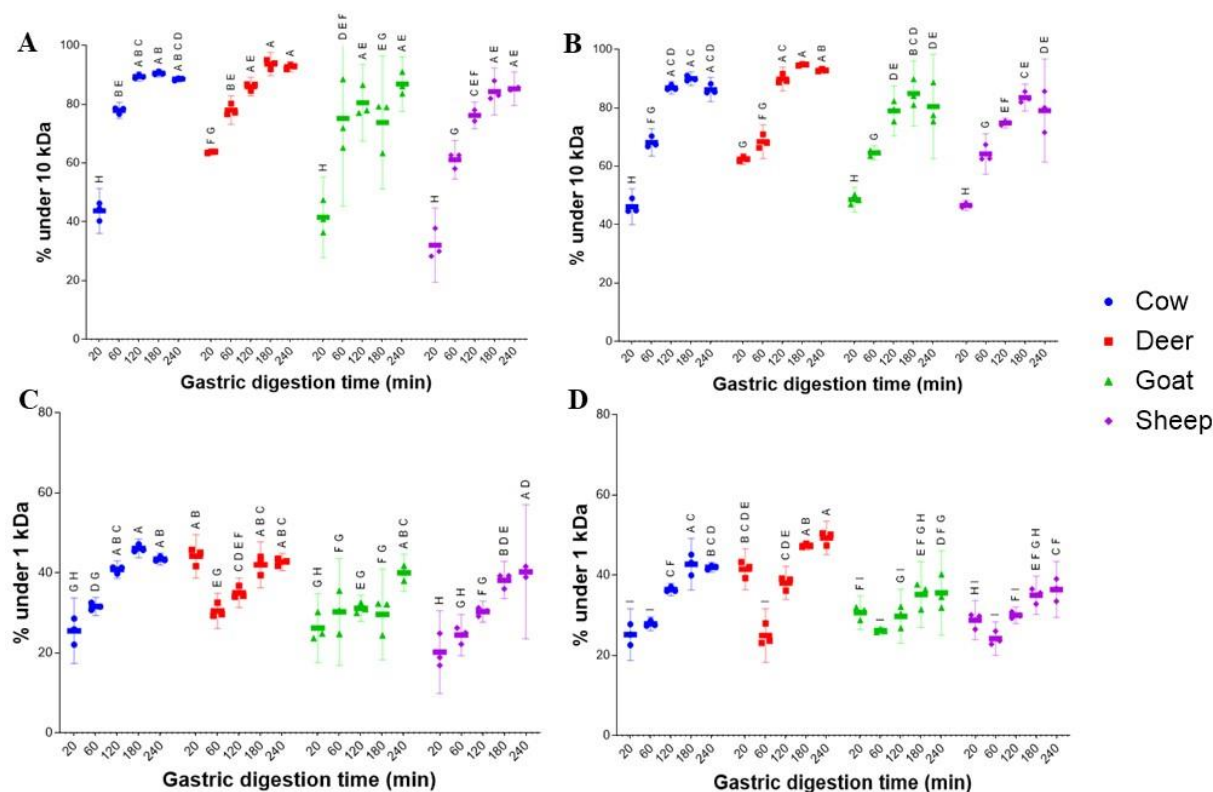 A
% under 10 kDa
100
80
60
40
20
0
H
B E
A B C
A B
A B C D
F G
B E
A E
A
A
H
D E F
A E
E G
A E
H
G
C E F
A E
A E
20 60 120 180 240 20 60 120 180 240 20 60 120 180 240 20 60 120 180 240
Gastric digestion time (min)
B
% under 10 kDa
100
80
60
40
20
0
H
F G
A C D
A C
A C D
G
F G
A C
A
A B
H
G
D E
B C D
D E
H
G
E F
C E
D E
20 60 120 180 240 20 60 120 180 240 20 60 120 180 240 20 60 120 180 240
Gastric digestion time (min)
Cow
Deer
Goat
Sheep
C
% under 1 kDa
80
60
40
20
0
G H
D G
A B C
A
A B
A B
E G
C D E F
A B C
A B C
G H
F G
E G
F G
A B C
H
G H
F G
B D E
A D
20 60 120 180 240 20 60 120 180 240 20 60 120 180 240 20 60 120 180 240
Gastric digestion time (min)
D
% under 1 kDa
80
60
40
20
0
I
I
C F
A C
B C D
B C D E
I
C D E
A B
A
F I
I
G I
E F G H
D F G
H I
I
F I
E F G H
C F
20 60 120 180 240 20 60 120 180 240 20 60 120 180 240 20 60 120 180 240
Gastric digestion time (min)